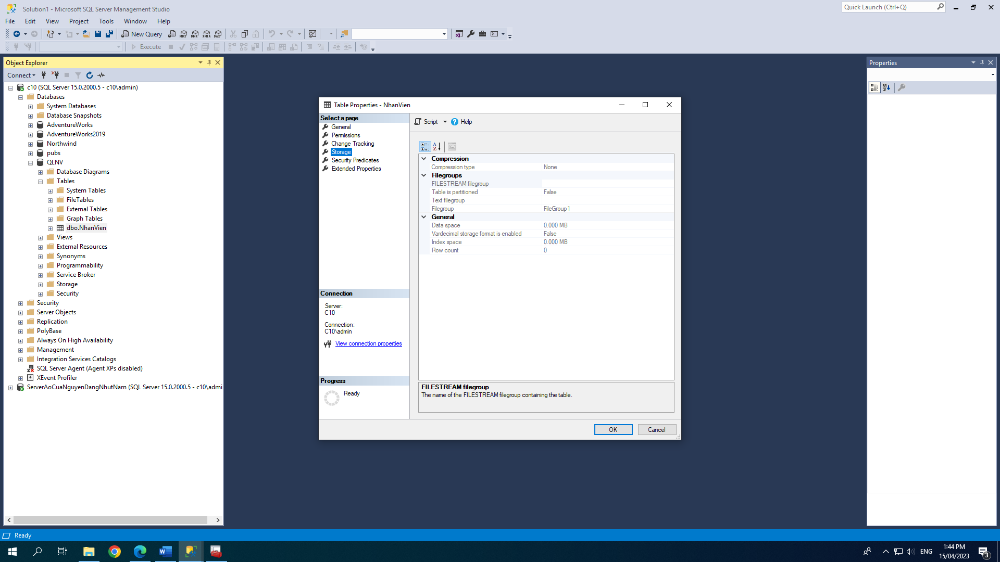 Solution1 - Microsoft SQL Server Management Studio
Quick Launch (Ctrl+Q)
File Edit View Project Tools Window Help
New Query
MDX DMX XMLA DAX
Execute
Object Explorer
Connect
c10 (SQL Server 15.0.2000.5 - c10\admin)
Databases
System Databases
Database Snapshots
AdventureWorks
AdventureWorks2019
Northwind
pubs
QLNV
Database Diagrams
Tables
System Tables
FileTables
External Tables
Graph Tables
dbo.NhanVien
Views
External Resources
Synonyms
Programmability
Service Broker
Storage
Security
Security
Server Objects
Replication
PolyBase
Always On High Availability
Management
Integration Services Catalogs
SQL Server Agent (Agent XPs disabled)
XEvent Profiler
ServerAoCuaNguyenDangNhutNam (SQL Server 15.0.2000.5 - c10\admi
Table Properties - NhanVien
Select a page
General
Permissions
Change Tracking
Storage
Security Predicates
Extended Properties
Connection
Server:
C10
Connection:
C10\admin
View connection properties
Progress
Ready
Script Help
Compression
Compression type None
Filegroups
FILESTREAM filegroup
Table is partitioned False
Text filegroup
Filegroup FileGroup1
General
Data space 0.000 MB
Vardecimal storage format is enabled False
Index space 0.000 MB
Row count 0
FILESTREAM filegroup
The name of the FILESTREAM filegroup containing the table.
OK Cancel
Properties
Ready
ENG
1:44 PM
15/04/2023
3